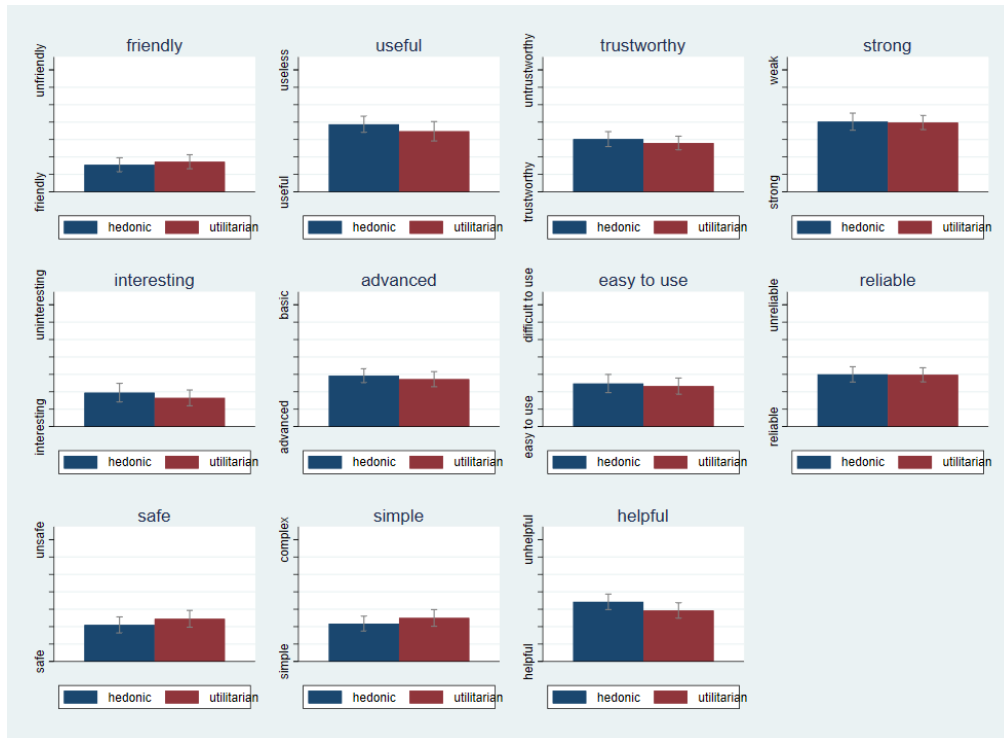 friendly
unfriendly
friendly
hedonic utilitarian
useful
useless
useful
hedonic utilitarian
trustworthy
untrustworthy
trustworthy
hedonic utilitarian
strong
weak
strong
hedonic utilitarian
interesting
uninteresting
interesting
hedonic utilitarian
advanced
basic
advanced
hedonic utilitarian
easy to use
difficult to use
easy to use
hedonic utilitarian
reliable
unreliable
reliable
hedonic utilitarian
safe
unsafe
safe
hedonic utilitarian
simple
complex
simple
hedonic utilitarian
helpful
unhelpful
helpful
hedonic utilitarian